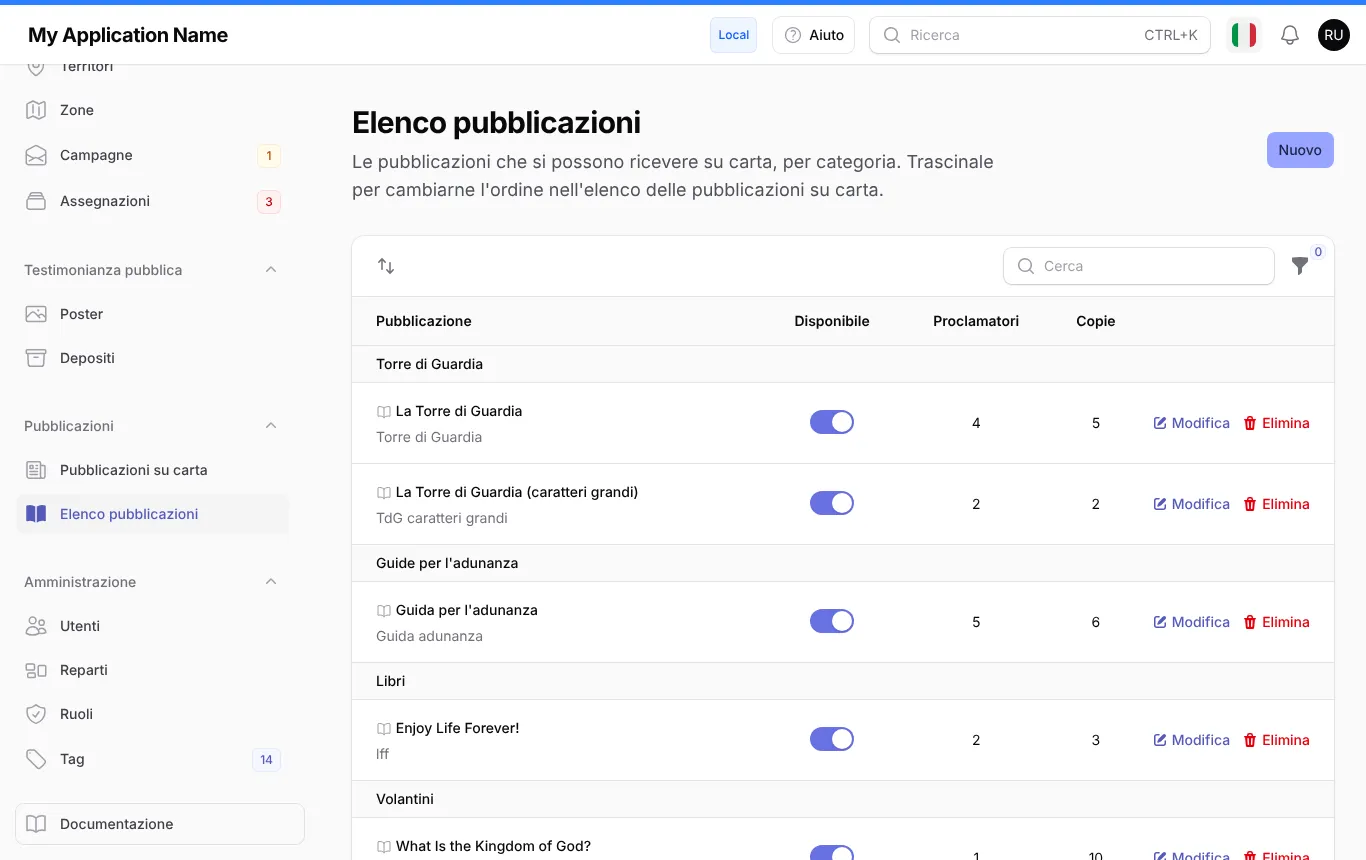 My Application Name
Local
Aiuto
Ricerca
CTRL+K
RU
Territori
Zone
Campagne
1
Assegnazioni
3
Testimonianza pubblica
Poster
Depositi
Pubblicazioni
Pubblicazioni su carta
Elenco pubblicazioni
Amministrazione
Utenti
Reparti
Ruoli
Tag
14
Documentazione
Elenco pubblicazioni
Le pubblicazioni che si possono ricevere su carta, per categoria. Trascinale
per cambiarne l'ordine nell'elenco delle pubblicazioni su carta.
Nuovo
Cerca
0
Pubblicazione Disponibile Proclamatori Copie
Torre di Guardia
La Torre di Guardia
Torre di Guardia
4 5 Modifica Elimina
La Torre di Guardia (caratteri grandi)
TdG caratteri grandi
2 2 Modifica Elimina
Guide per l'adunanza
Guida per l'adunanza
Guida adunanza
5 6 Modifica Elimina
Libri
Enjoy Life Forever!
lff
2 3 Modifica Elimina
Volantini
What Is the Kingdom of God?
1 10 Modifica Elimina